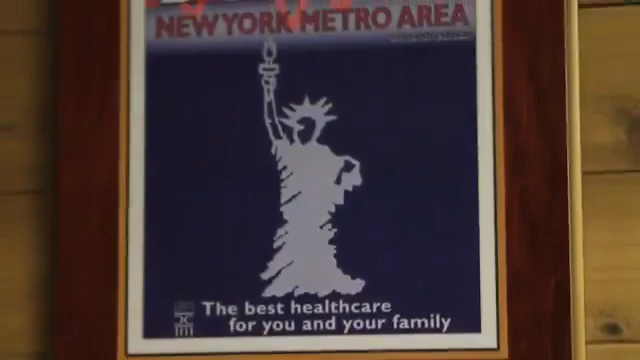 NEW YORK METRO AREA
The best healthcare
for you and your family